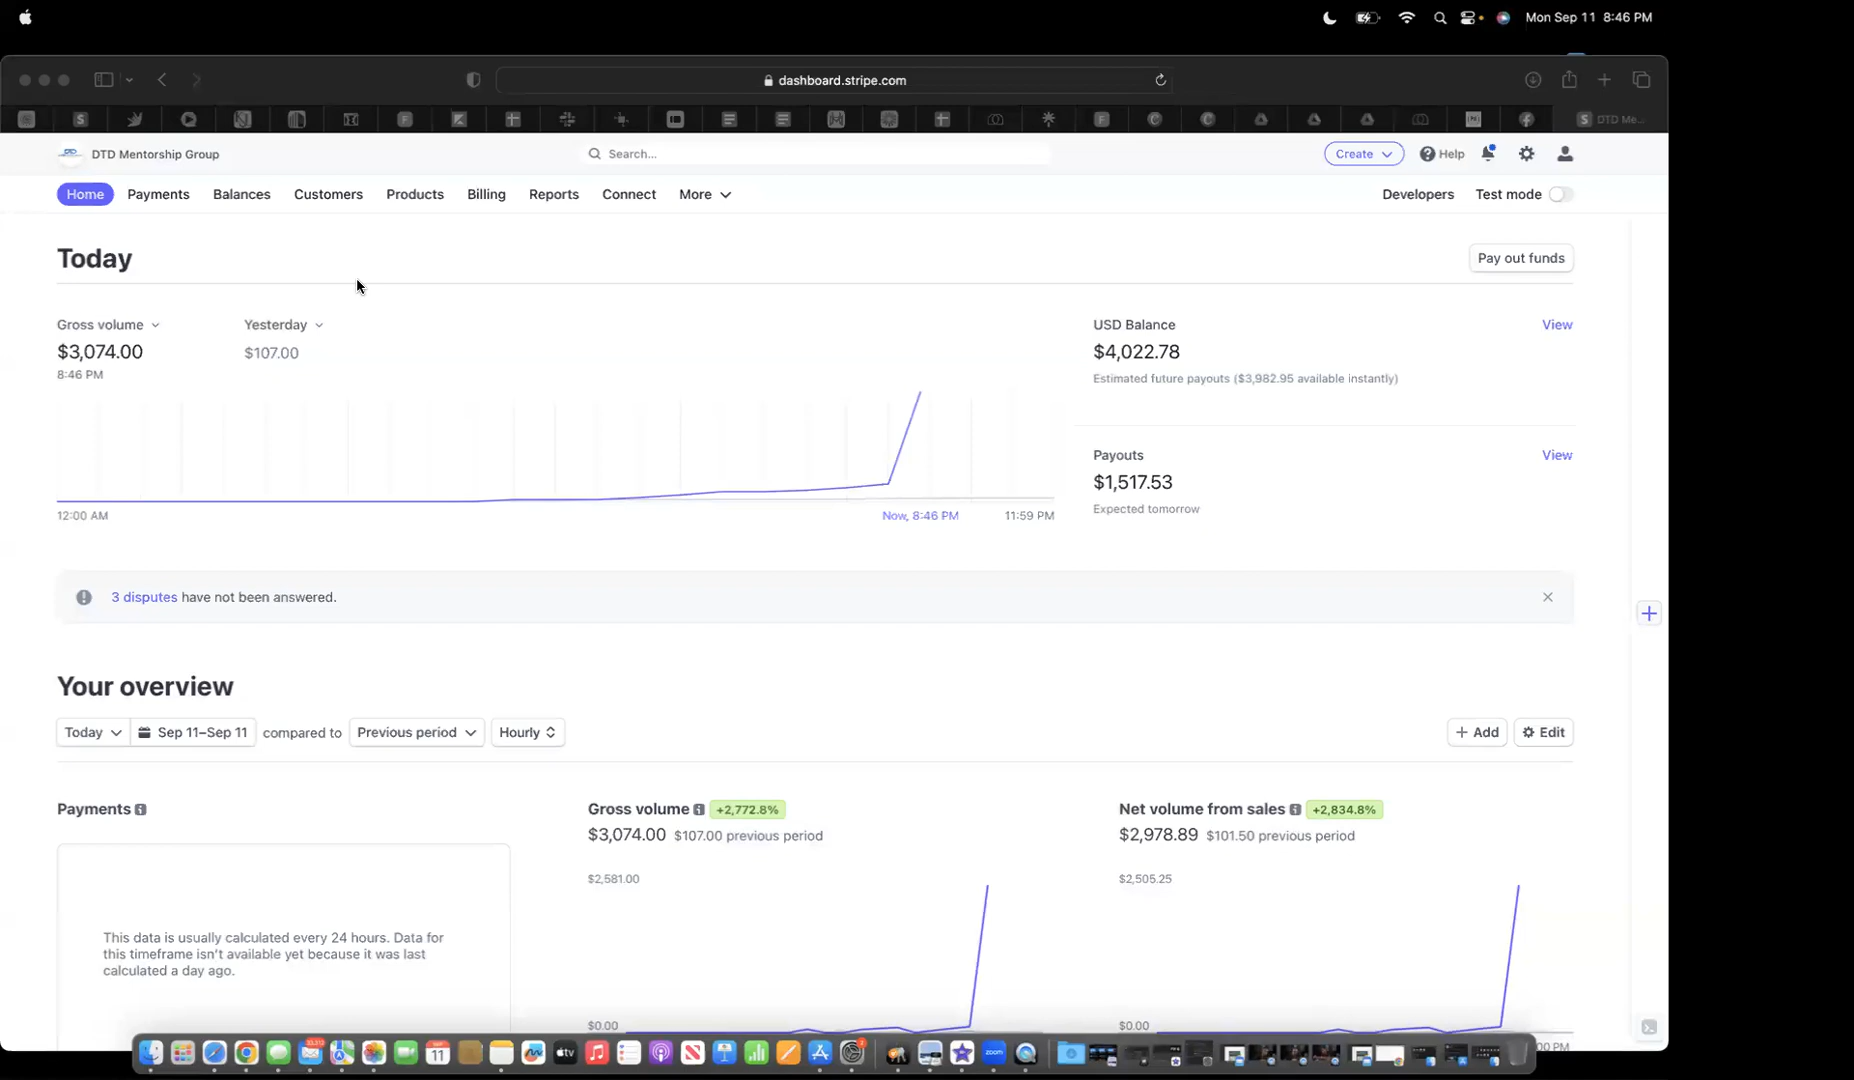 Mon Sep 11 8:46 PM
dashboard.stripe.com
DTD Me...
DTD Mentorship Group
Search...
Create
Help
Home
Payments
Balances
Customers
Products
Billing
Reports
Connect
More
Developers
Test mode
Today
Pay out funds
Gross volume
Yesterday
$3,074.00
$107.00
8:46 PM
USD Balance
View
$4,022.78
Estimated future payouts ($3,982.95 available instantly)
Payouts
View
$1,517.53
Expected tomorrow
12:00 AM
Now, 8:46 PM
11:59 PM
3 disputes have not been answered.
Your overview
Today
Sep 11–Sep 11
compared to
Previous period
Hourly
+ Add
Edit
Payments
This data is usually calculated every 24 hours. Data for
this timeframe isn't available yet because it was last
calculated a day ago.
Gross volume
+2,772.8%
$3,074.00
$107.00 previous period
$2,581.00
$0.00
Net volume from sales
+2,834.8%
$2,978.89
$101.50 previous period
$2,505.25
$0.00
11
tv
zoom